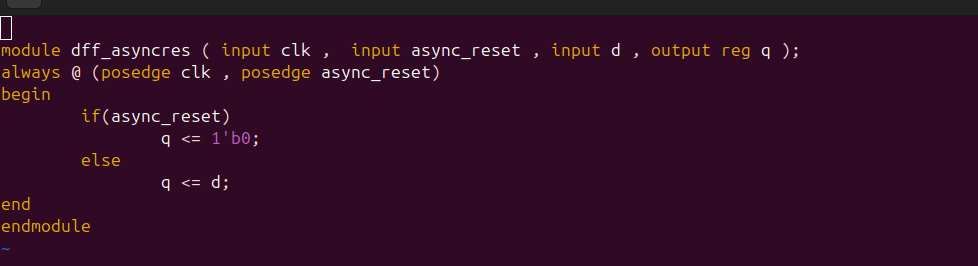 module dff_asyncres ( input clk ,  input async_reset , input d , output reg q );
always @ (posedge clk , posedge async_reset)
begin
        if(async_reset)
                q <= 1'b0;
        else
                q <= d;
end
endmodule
~